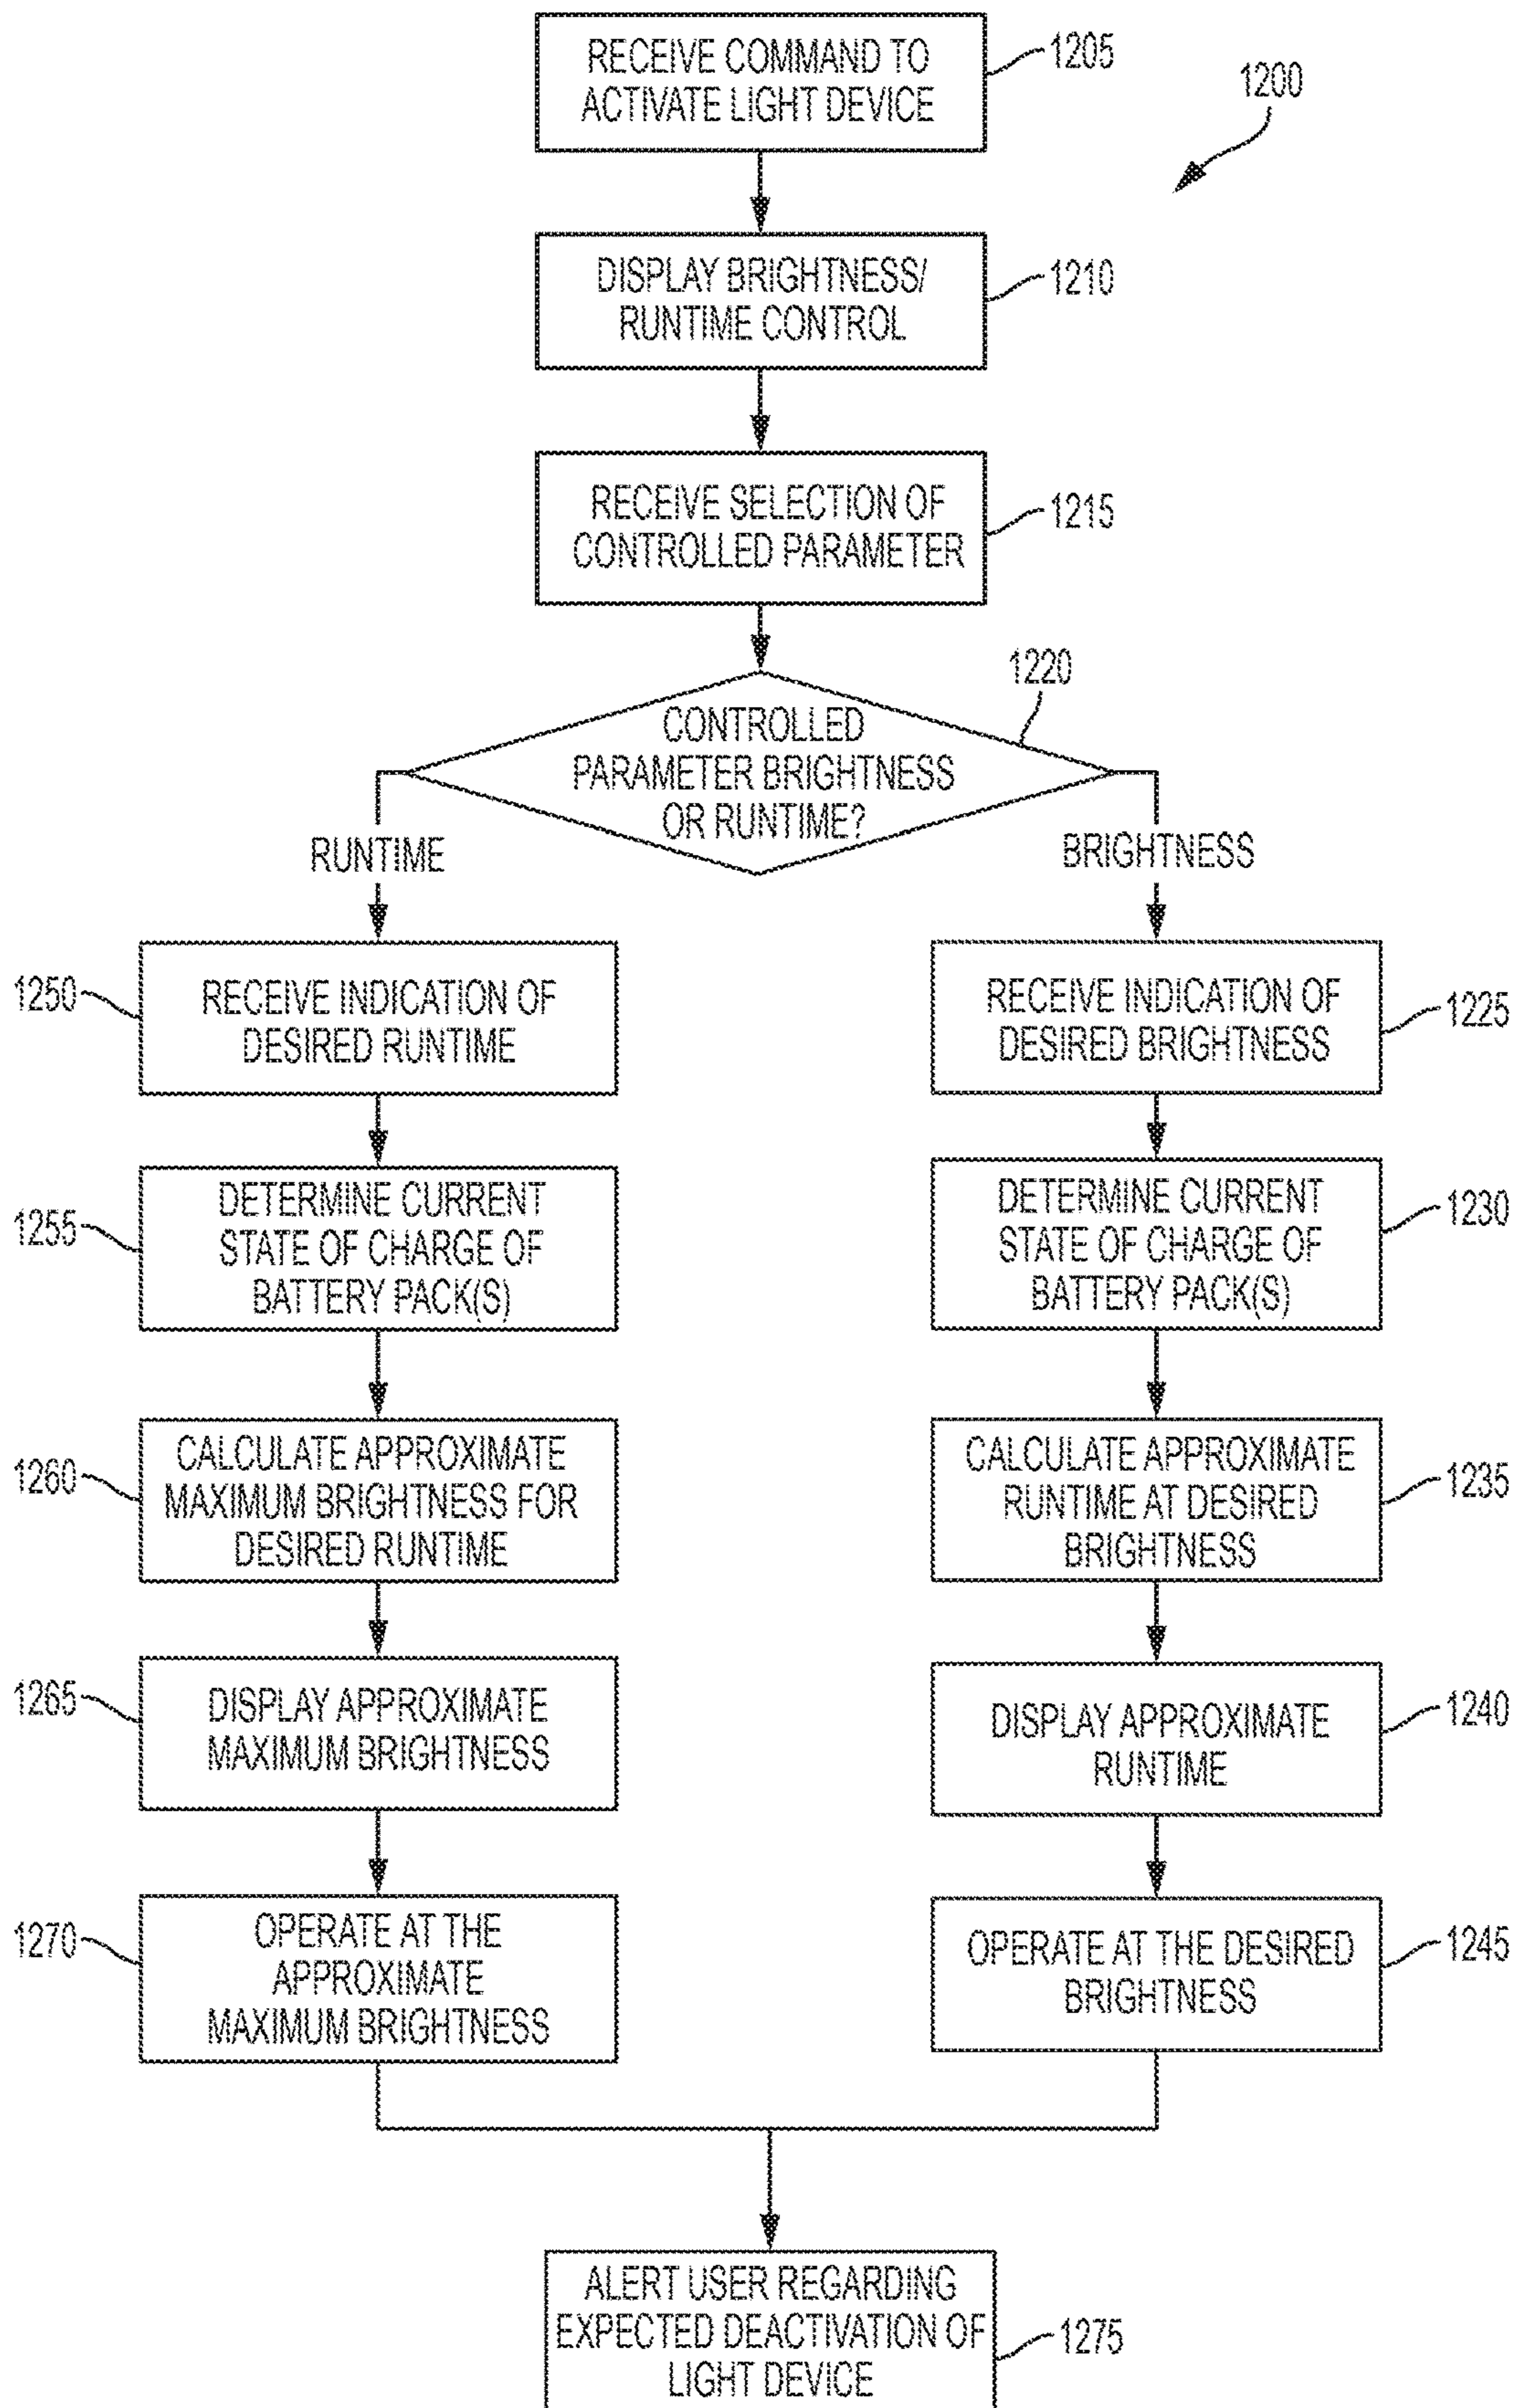 RECEIVE COMMAND TO
ACTIVATE LIGHT DEVICE
1205
1200
DISPLAY BRIGHTNESS/
RUNTIME CONTROL
1210
RECEIVE SELECTION OF
CONTROLLED PARAMETER
1215
1220
CONTROLLED
PARAMETER BRIGHTNESS
OR RUNTIME?
RUNTIME
BRIGHTNESS
1250
RECEIVE INDICATION OF
DESIRED RUNTIME
RECEIVE INDICATION OF
DESIRED BRIGHTNESS
1225
1255
DETERMINE CURRENT
STATE OF CHARGE OF
BATTERY PACK(S)
DETERMINE CURRENT
STATE OF CHARGE OF
BATTERY PACK(S)
1230
1260
CALCULATE APPROXIMATE
MAXIMUM BRIGHTNESS FOR
DESIRED RUNTIME
CALCULATE APPROXIMATE
RUNTIME AT DESIRED
BRIGHTNESS
1235
1265
DISPLAY APPROXIMATE
MAXIMUM BRIGHTNESS
DISPLAY APPROXIMATE
RUNTIME
1240
1270
OPERATE AT THE
APPROXIMATE
MAXIMUM BRIGHTNESS
OPERATE AT THE DESIRED
BRIGHTNESS
1245
ALERT USER REGARDING
EXPECTED DEACTIVATION OF
LIGHT DEVICE
1275